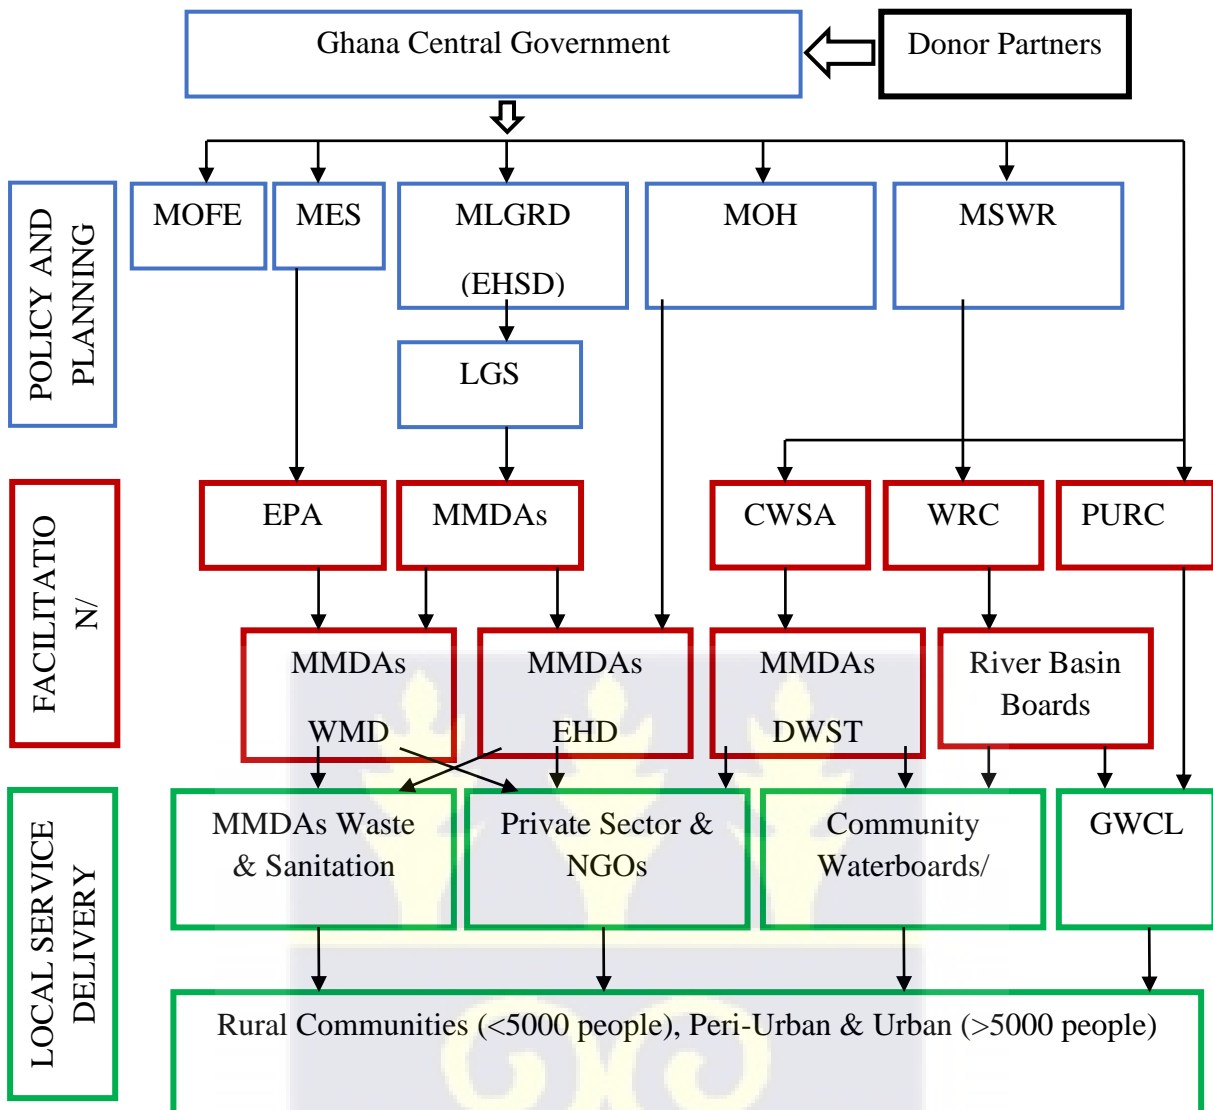 Ghana Central Government
Donor Partners
POLICY AND
PLANNING
MOFE
MES
MLGRD
(EHSD)
MOH
MSWR
LGS
FACILITATIO
N/
EPA
MMDAs
CWSA
WRC
PURC
MMDAs
WMD
MMDAs
EHD
MMDAs
DWST
River Basin
Boards
LOCAL SERVICE
DELIVERY
MMDAs Waste
& Sanitation
Private Sector &
NGOs
Community
Waterboards/
GWCL
Rural Communities (<5000 people), Peri-Urban & Urban (>5000 people)